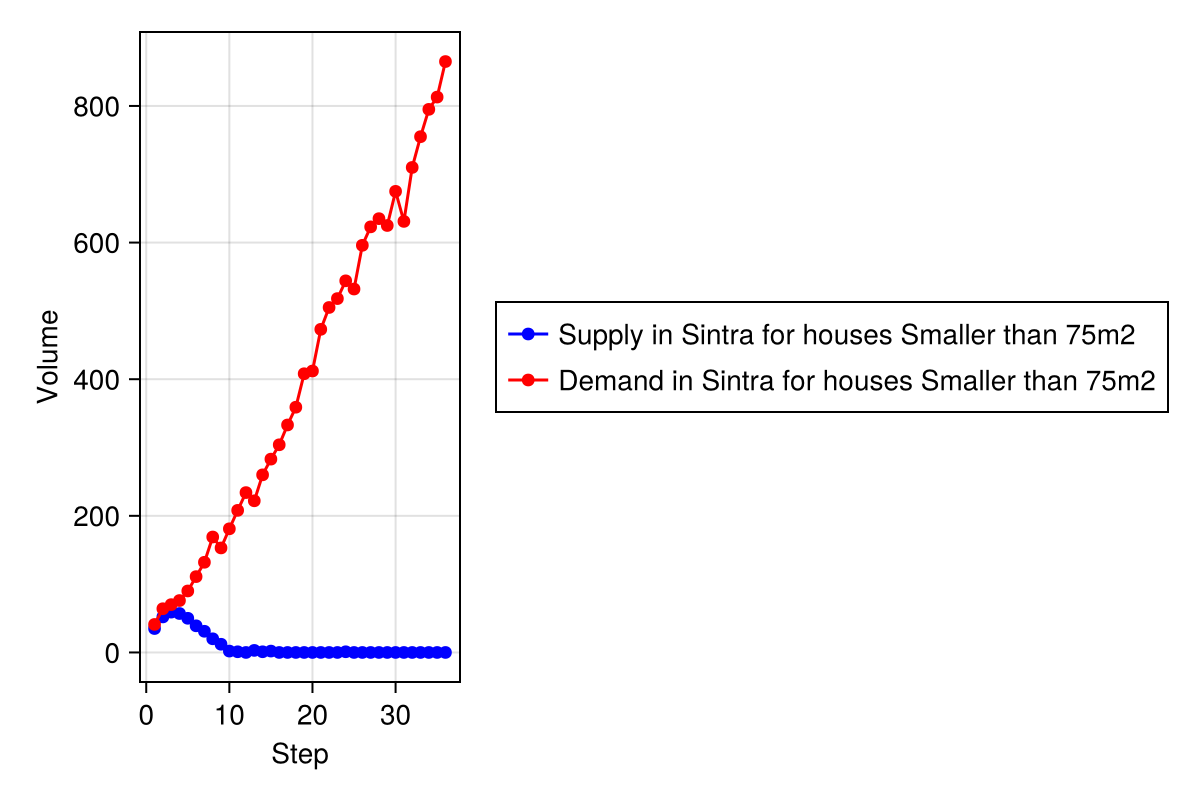 800
600
400
200
0
Volume
0 10 20 30
Step
Supply in Sintra for houses Smaller than 75m2
Demand in Sintra for houses Smaller than 75m2